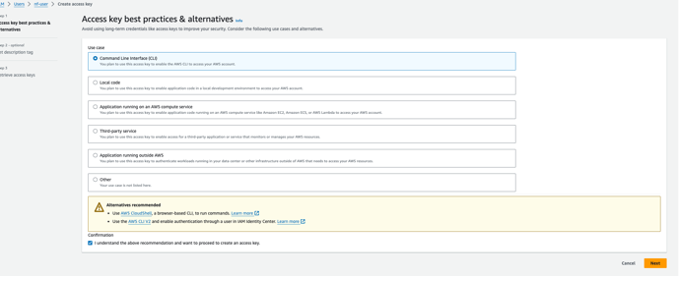 Users > nf-user > Create access key
Access key best practices & alternatives Info
Avoid using long-term credentials like access keys to improve your security. Consider the following use cases and alternatives.
Step 1
Access key best practices & alternatives
Step 2 - optional
Set description tag
Step 3
Retrieve access keys
Use case
Command Line Interface (CLI)
You plan to use this access key to enable the AWS CLI to access your AWS account.
Local code
You plan to use this access key to enable application code in a local development environment to access your AWS account.
Application running on an AWS compute service
You plan to use this access key to enable application code running on an AWS compute service like Amazon EC2, Amazon ECS, or AWS Lambda to access your AWS account.
Third-party service
You plan to use this access key to enable access for a third-party application or service that monitors or manages your AWS resources.
Application running outside AWS
You plan to use this access key to authenticate workloads running in your data center or other infrastructure outside of AWS that needs to access your AWS resources.
Other
Your use case is not listed here.
Alternatives recommended
• Use AWS CloudShell, a browser-based CLI, to run commands. Learn more
• Use the AWS CLI V2 and enable authentication through a user in IAM Identity Center. Learn more
Confirmation
I understand the above recommendation and want to proceed to create an access key.
Cancel
Next